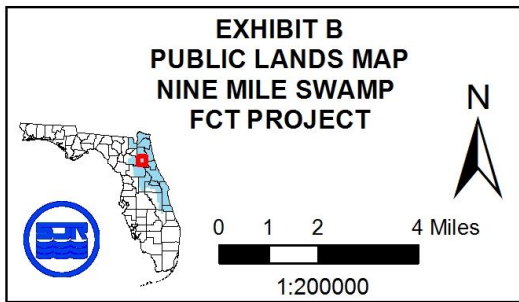 EXHIBIT B
PUBLIC LANDS MAP
NINE MILE SWAMP
FCT PROJECT
N
0 1 2 4 Miles
1:200000